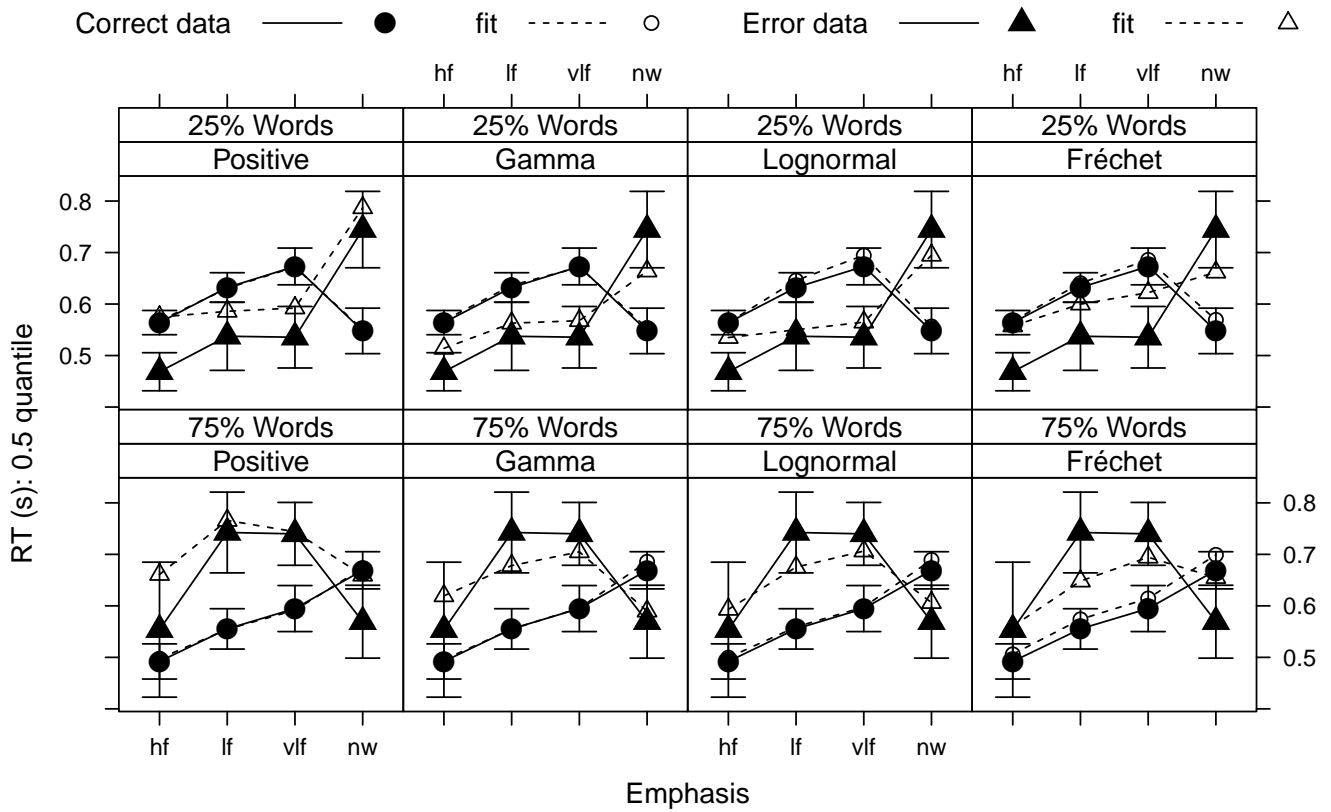 Correct data fit Error data fit
hf lf vlf nw hf lf vlf nw
25% Words 25% Words 25% Words 25% Words
Positive Gamma Lognormal Fréchet
0.8
0.7
0.6
0.5
75% Words 75% Words 75% Words 75% Words
Positive Gamma Lognormal Fréchet
0.8
0.7
0.6
0.5
RT (s): 0.5 quantile
hf lf vlf nw hf lf vlf nw
Emphasis